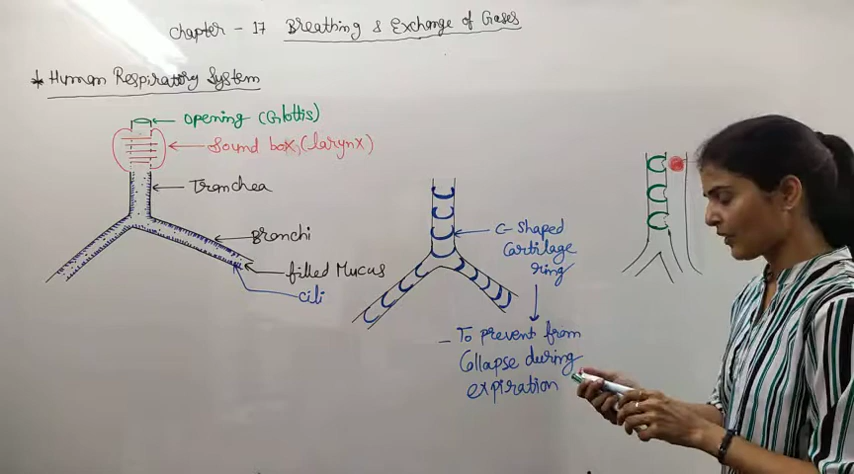 Chapter - 17 Breathing & Exchange of Gases
* Human Respiratory System
opening (Glottis)
Sound box, (larynx)
Trachea
Bronchi
filled Mucus
cili
C-Shaped
Cartilage
ring
- To prevent from
Collapse during
expiration